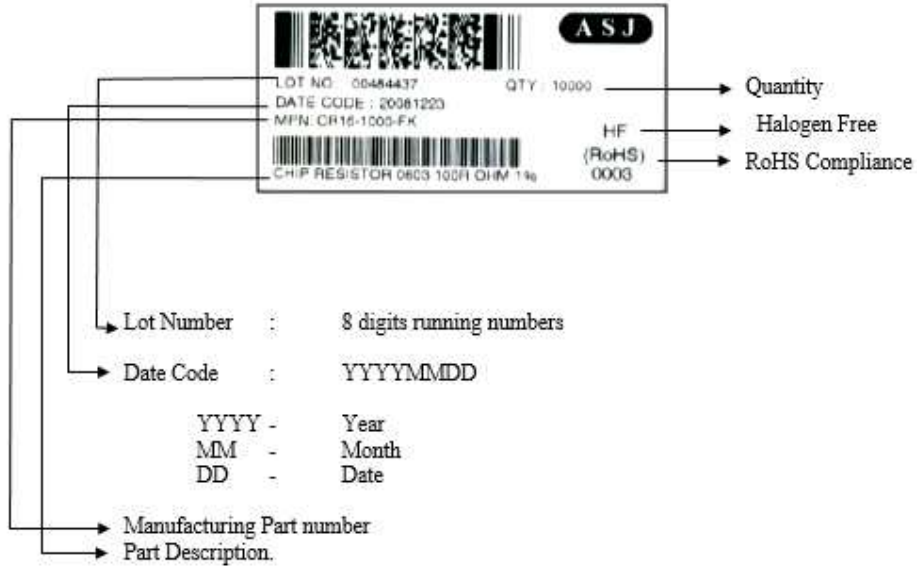 ASJ
LOT NO : 00484437 QTY : 10000
Quantity
DATE CODE : 20081223
MPN: CR16-1000-FK
HF
Halogen Free
(RoHS)
RoHS Compliance
CHIP RESISTOR 0603 100R OHM 1%
0003
Lot Number : 8 digits running numbers
Date Code : YYYYMMDD
YYYY - Year
MM - Month
DD - Date
Manufacturing Part number
Part Description.